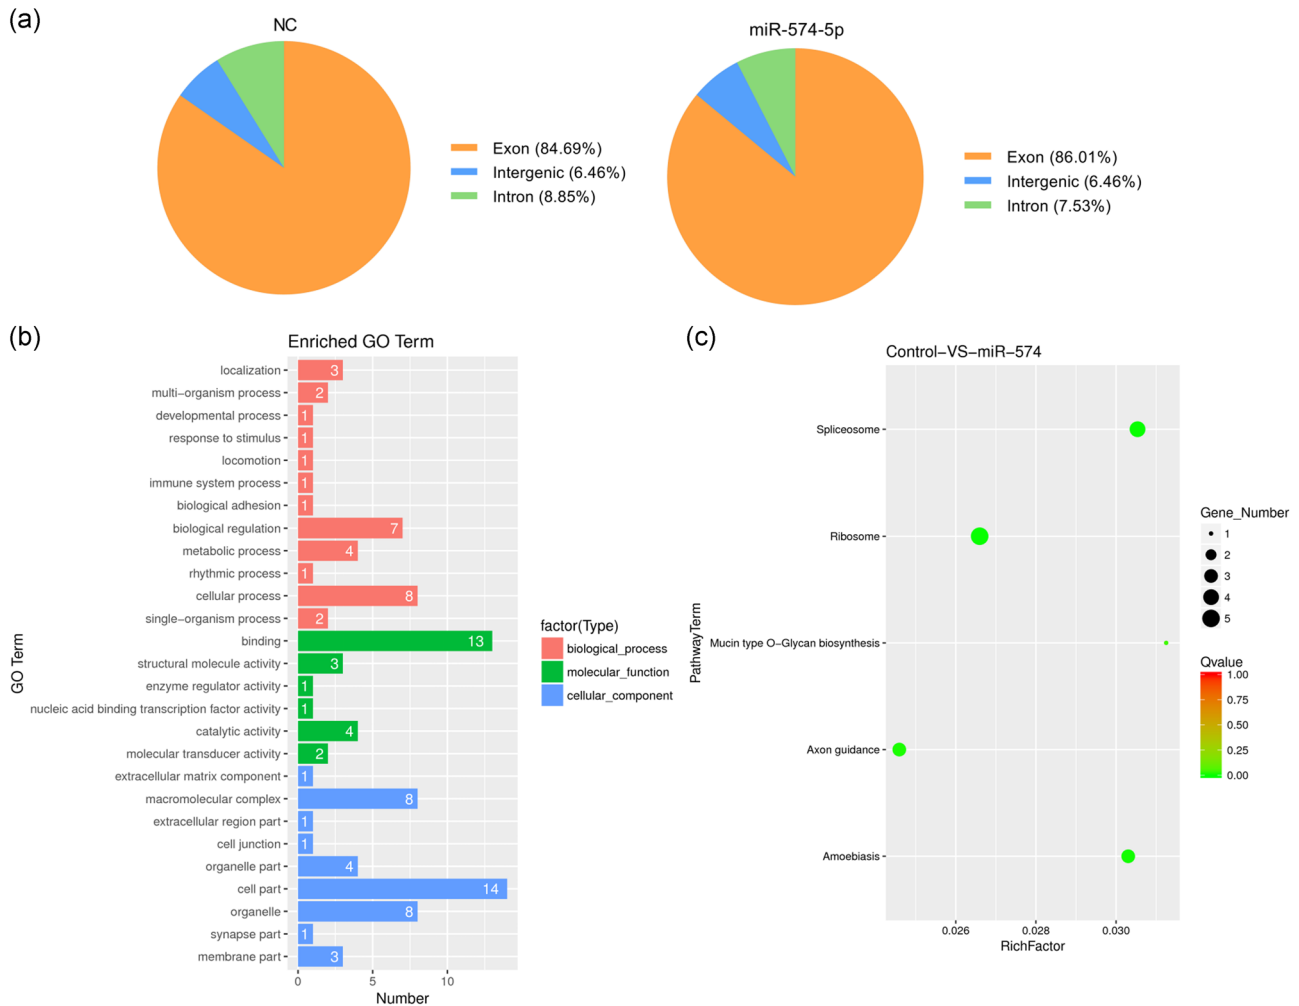 (a)
NC
Exon (84.69%)
Intergenic (6.46%)
Intron (8.85%)
miR-574-5p
Exon (86.01%)
Intergenic (6.46%)
Intron (7.53%)
(b)
Enriched GO Term
GO Term
localization 3
multi−organism process 2
developmental process 1
response to stimulus 1
locomotion 1
immune system process 1
biological adhesion 1
biological regulation 7
metabolic process 4
rhythmic process 1
cellular process 8
single−organism process 2
binding 13
structural molecule activity 3
enzyme regulator activity 1
nucleic acid binding transcription factor activity 1
catalytic activity 4
molecular transducer activity 2
extracellular matrix component 1
macromolecular complex 8
extracellular region part 1
cell junction 1
organelle part 4
cell part 14
organelle 8
synapse part 1
membrane part 3
0 5 10
Number
factor(Type)
biological_process
molecular_function
cellular_component
(c)
Control−VS−miR−574
PathwayTerm
Spliceosome
Ribosome
Mucin type O−Glycan biosynthesis
Axon guidance
Amoebiasis
0.026 0.028 0.030
RichFactor
Gene_Number
1
2
3
4
5
Qvalue
1.00
0.75
0.50
0.25
0.00